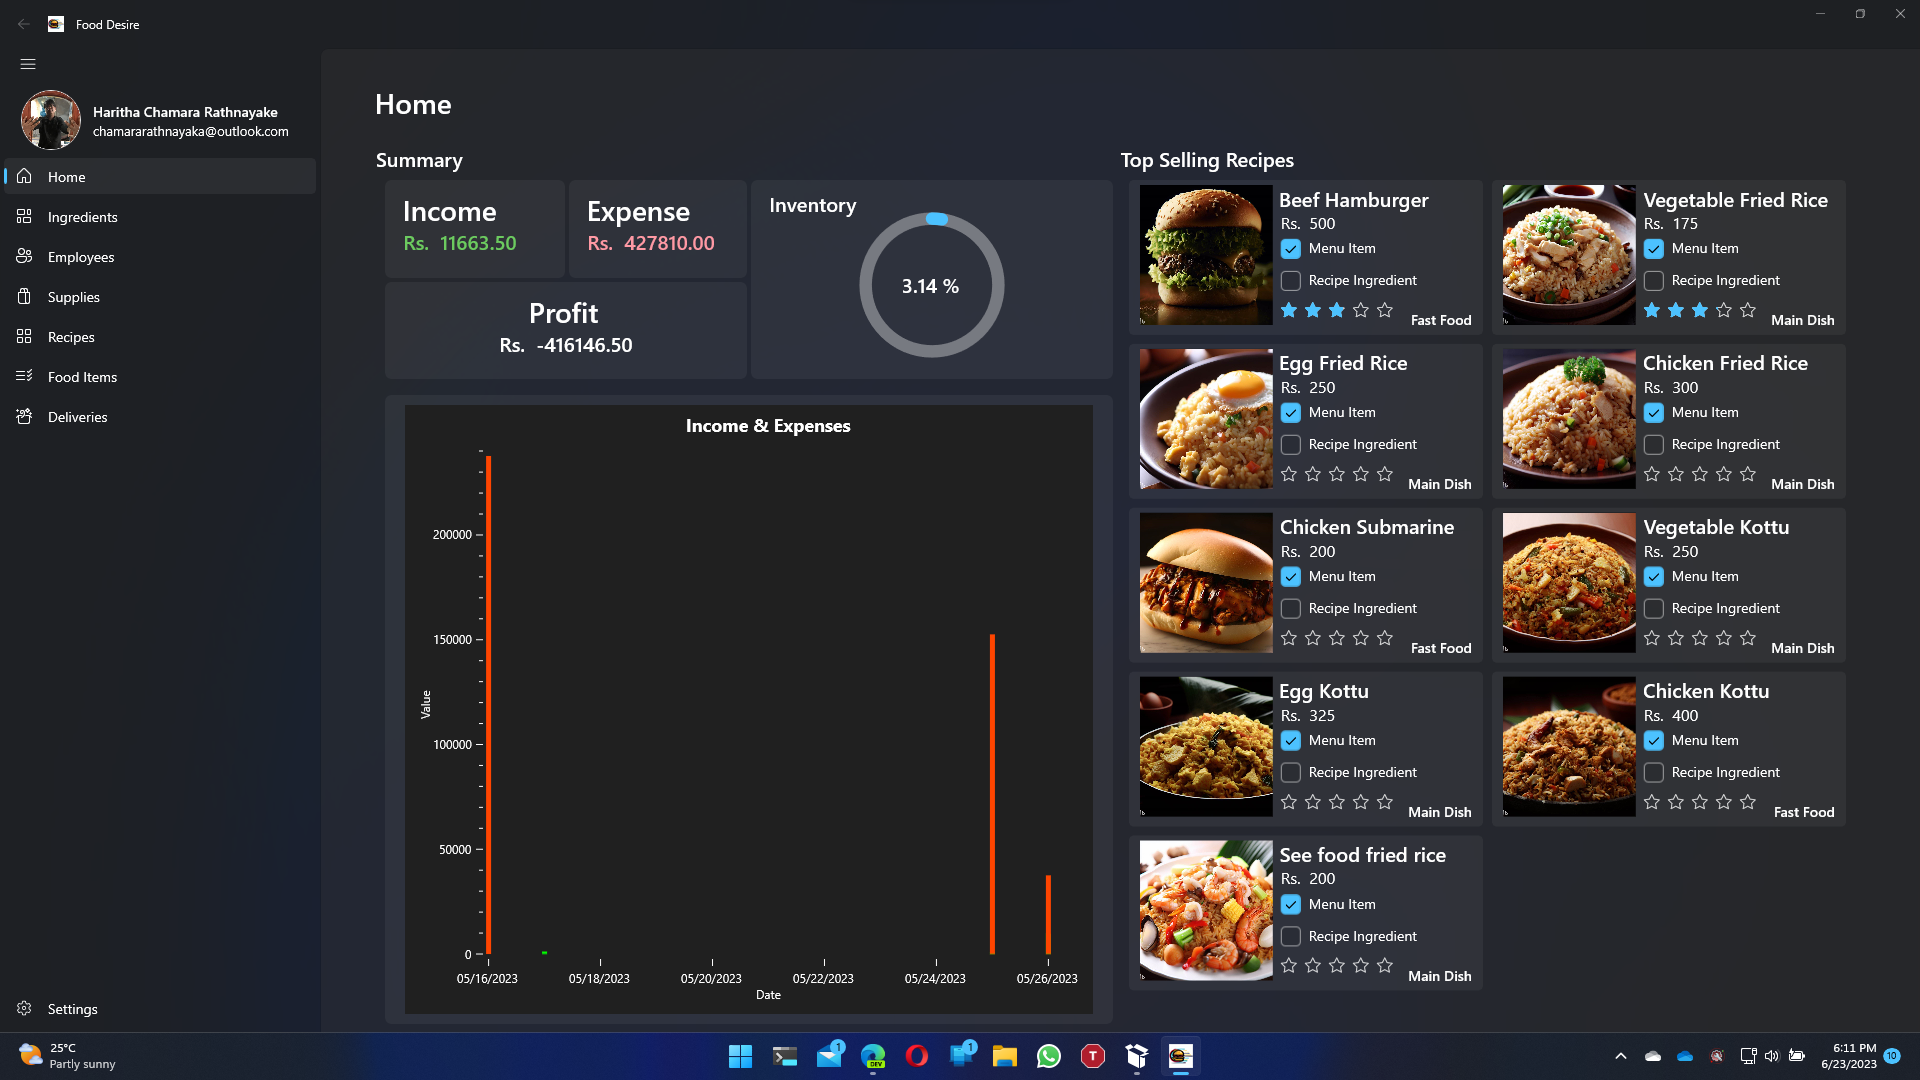 Food Desire
Haritha Chamara Rathnayake
chamararathnayaka@outlook.com
Home
Ingredients
Employees
Supplies
Recipes
Food Items
Deliveries
Settings
Home
Summary
Income
Rs. 11663.50
Expense
Rs. 427810.00
Profit
Rs. -416146.50
Inventory
3.14 %
Income & Expenses
Value
200000
150000
100000
50000
0
05/16/2023 05/18/2023 05/20/2023 05/22/2023 05/24/2023 05/26/2023
Date
Top Selling Recipes
Beef Hamburger
Rs. 500
Menu Item
Recipe Ingredient
Fast Food
Vegetable Fried Rice
Rs. 175
Menu Item
Recipe Ingredient
Main Dish
Egg Fried Rice
Rs. 250
Menu Item
Recipe Ingredient
Main Dish
Chicken Fried Rice
Rs. 300
Menu Item
Recipe Ingredient
Main Dish
Chicken Submarine
Rs. 200
Menu Item
Recipe Ingredient
Fast Food
Vegetable Kottu
Rs. 250
Menu Item
Recipe Ingredient
Main Dish
Egg Kottu
Rs. 325
Menu Item
Recipe Ingredient
Main Dish
Chicken Kottu
Rs. 400
Menu Item
Recipe Ingredient
Fast Food
See food fried rice
Rs. 200
Menu Item
Recipe Ingredient
Main Dish
25°C
Partly sunny
1
DEV
1
T
6:11 PM
6/23/2023
10